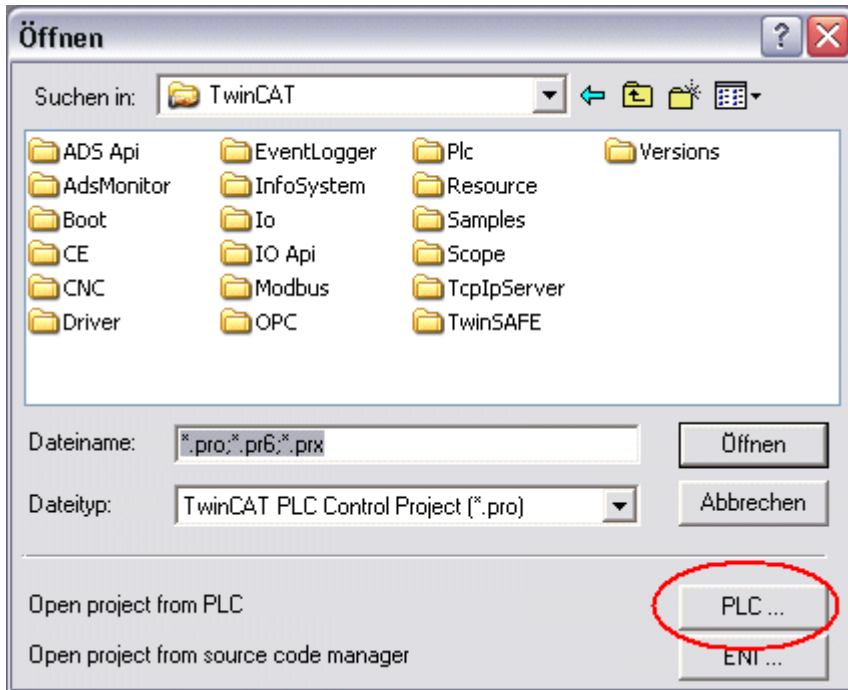 Öffnen
Suchen in: TwinCAT
ADS Api EventLogger Plc Versions
AdsMonitor InfoSystem Resource
Boot Io Samples
CE IO Api Scope
CNC Modbus TcpIpServer
Driver OPC TwinSAFE
Dateiname: *.pro;*.pr6;*.prx Öffnen
Dateityp: TwinCAT PLC Control Project (*.pro) Abbrechen
Open project from PLC PLC ...
Open project from source code manager ENI ...